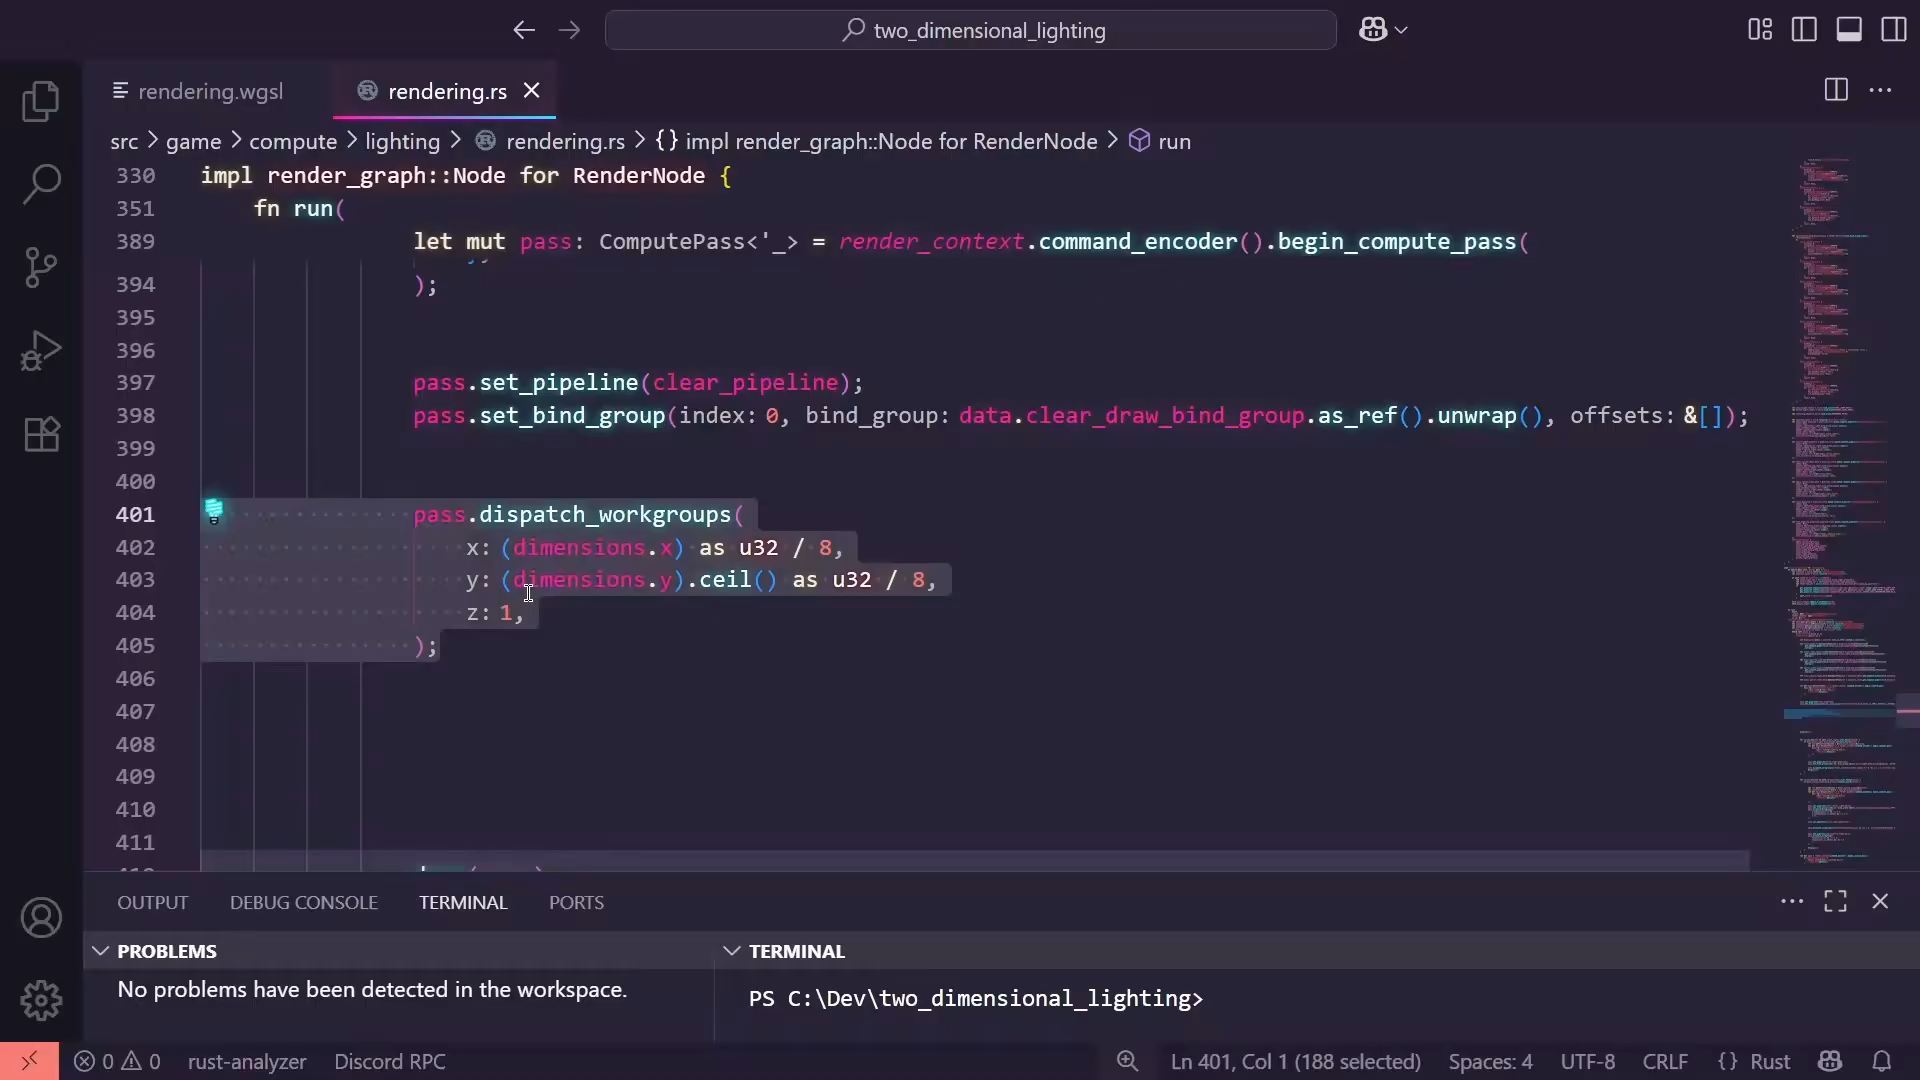 two_dimensional_lighting
rendering.wgsl
rendering.rs
src > game > compute > lighting > rendering.rs > {} impl render_graph::Node for RenderNode > run
330 impl render_graph::Node for RenderNode {
351 fn run(
389 let mut pass: ComputePass<'_> = render_context.command_encoder().begin_compute_pass(
394 );
395
396
397 pass.set_pipeline(clear_pipeline);
398 pass.set_bind_group(index: 0, bind_group: data.clear_draw_bind_group.as_ref().unwrap(), offsets: &[]);
399
400
401 pass.dispatch_workgroups(
402 x: (dimensions.x) as u32 / 8,
403 y: (dimensions.y).ceil() as u32 / 8,
404 z: 1,
405 );
406
407
408
409
410
411
OUTPUT DEBUG CONSOLE TERMINAL PORTS
PROBLEMS
No problems have been detected in the workspace.
TERMINAL
PS C:\Dev\two_dimensional_lighting>
0 0 rust-analyzer Discord RPC Ln 401, Col 1 (188 selected) Spaces: 4 UTF-8 CRLF {} Rust